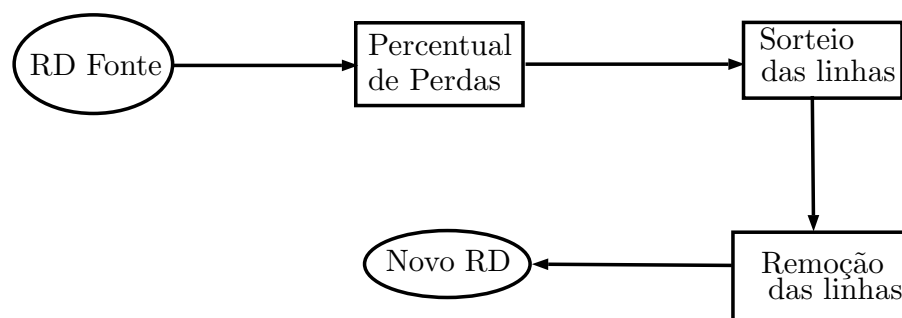 RD Fonte
Percentual
de Perdas
Sorteio
das linhas
Remoção
das linhas
Novo RD